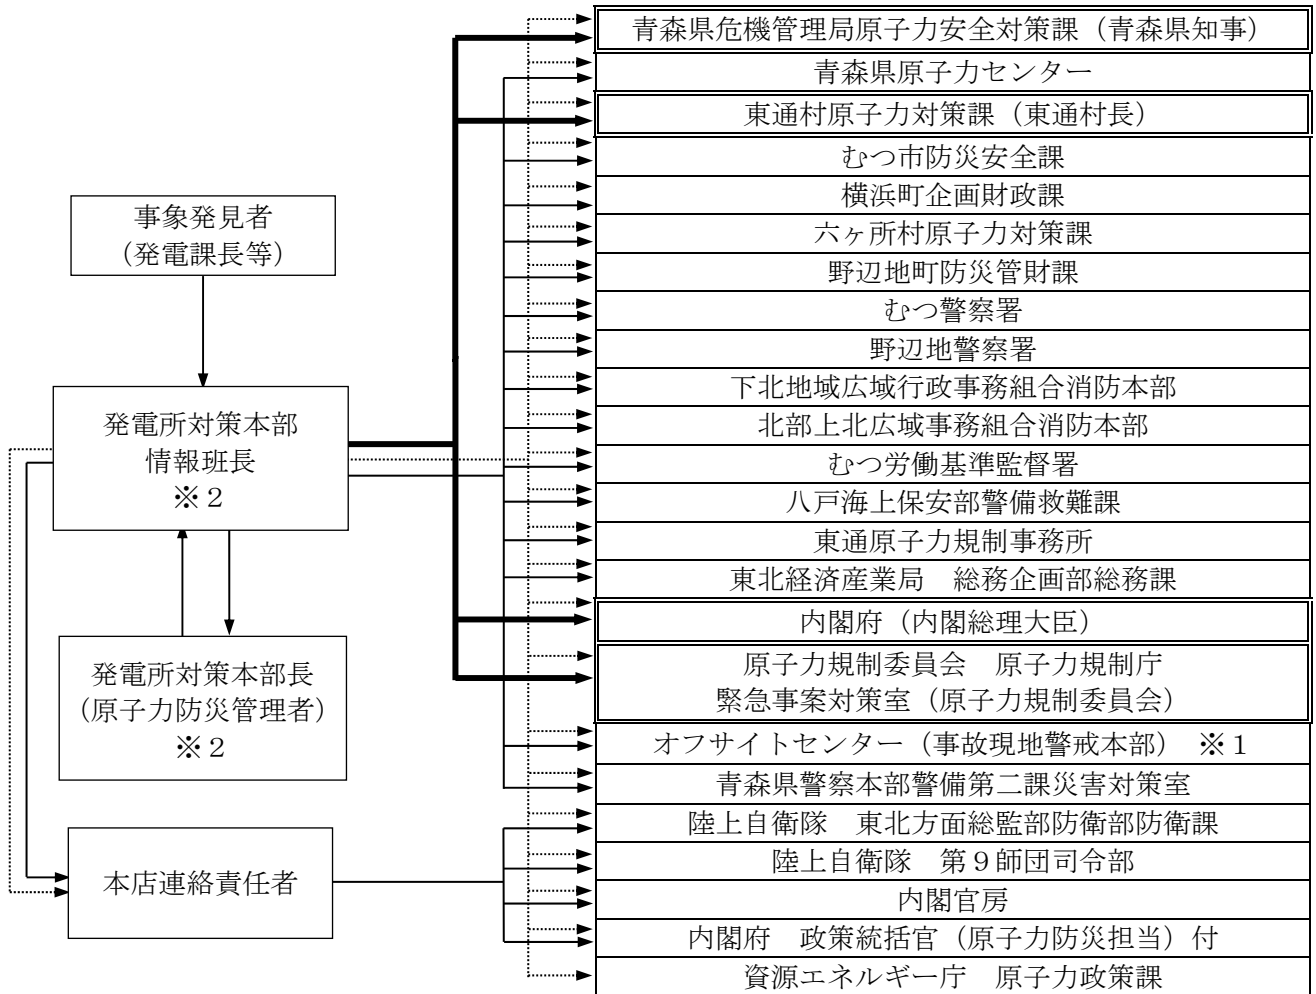 事象発見者
(発電課長等)
発電所対策本部
情報班長
※２
発電所対策本部長
(原子力防災管理者)
※２
本店連絡責任者
青森県危機管理局原子力安全対策課（青森県知事）
青森県原子力センター
東通村原子力対策課（東通村長）
むつ市防災安全課
横浜町企画財政課
六ヶ所村原子力対策課
野辺地町防災管財課
むつ警察署
野辺地警察署
下北地域広域行政事務組合消防本部
北部上北広域事務組合消防本部
むつ労働基準監督署
八戸海上保安部警備救難課
東通原子力規制事務所
東北経済産業局　総務企画部総務課
内閣府（内閣総理大臣）
原子力規制委員会　原子力規制庁
緊急事案対策室（原子力規制委員会）
オフサイトセンター（事故現地警戒本部）　※１
青森県警察本部警備第二課災害対策室
陸上自衛隊　東北方面総監部防衛部防衛課
陸上自衛隊　第９師団司令部
内閣官房
内閣府　政策統括官（原子力防災担当）付
資源エネルギー庁　原子力政策課